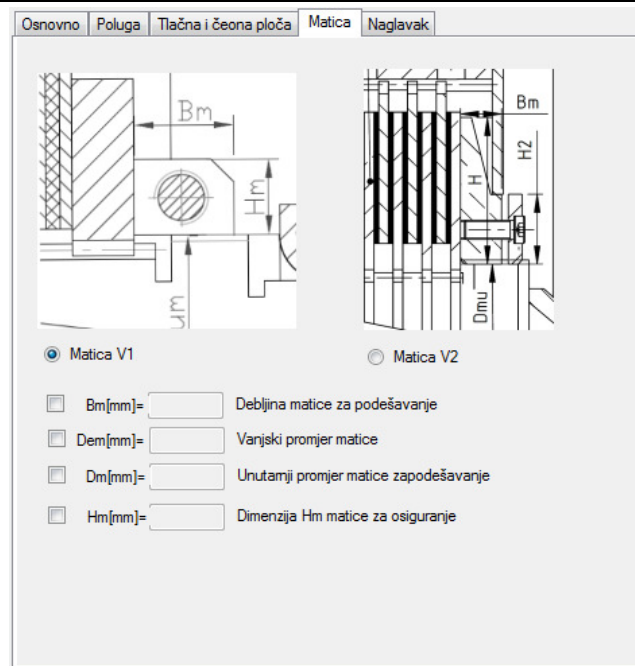 Osnovno Poluga Tlačna i čeona ploča Matica Naglavak
Bm
Hm
um
Bm
H2
H
Dmu
Matica V1 Matica V2
Bm[mm]= Debljina matice za podešavanje
Dem[mm]= Vanjski promjer matice
Dm[mm]= Unutarnji promjer matice zapodešavanje
Hm[mm]= Dimenzija Hm matice za osiguranje